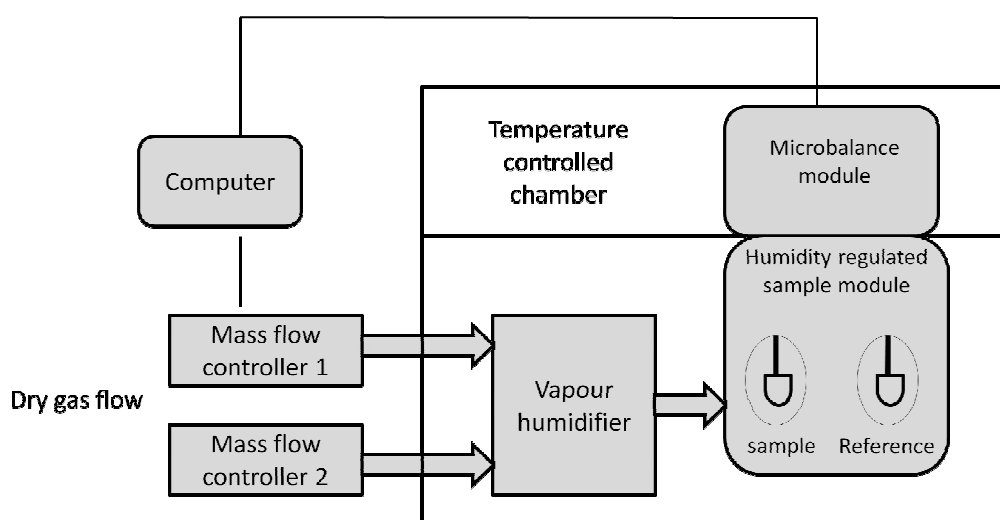 Temperature
controlled
chamber
Microbalance
module
Computer
Humidity regulated
sample module
Mass flow
controller 1
Dry gas flow
Vapour
humidifier
Mass flow
controller 2
sample
Reference